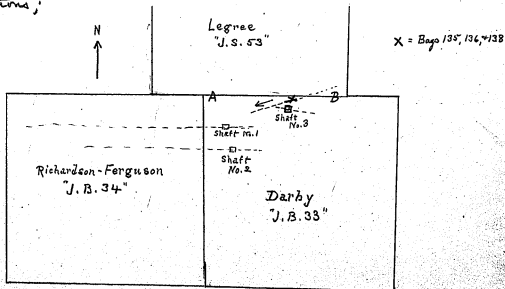 ions,'
N
Legree
"J.S. 53"
X = Bags 135, 136, + 138
A
B
Shaft No.3
Shaft No.1
Shaft No.2
Richardson-Ferguson
"J.B. 34"
Darby
"J.B. 33"